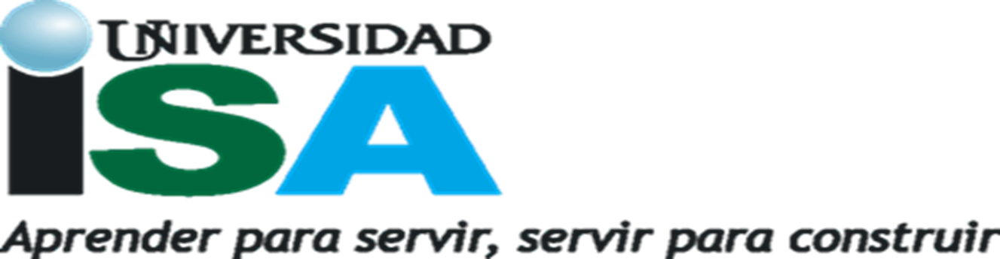 UNIVERSIDAD
iSA
Aprender para servir, servir para construir